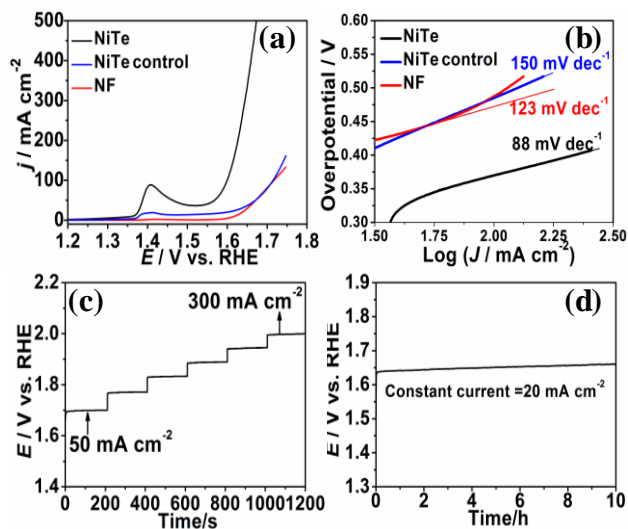 (a)
NiTe
NiTe control
NF
j / mA cm-2
500
400
300
200
100
0
1.2 1.3 1.4 1.5 1.6 1.7 1.8
E / V vs. RHE
(b)
NiTe
NiTe control
NF
150 mV dec-1
123 mV dec-1
88 mV dec-1
Overpotential / V
0.60
0.55
0.50
0.45
0.40
0.35
0.30
1.50 1.75 2.00 2.25 2.50
Log (J / mA cm-2)
(c)
300 mA cm-2
50 mA cm-2
E / V vs. RHE
2.2
2.0
1.8
1.6
1.4
0 200 400 600 800 1000 1200
Time/s
(d)
Constant current =20 mA cm-2
E / V vs. RHE
1.9
1.8
1.7
1.6
1.5
1.4
1.3
0 2 4 6 8 10
Time/h